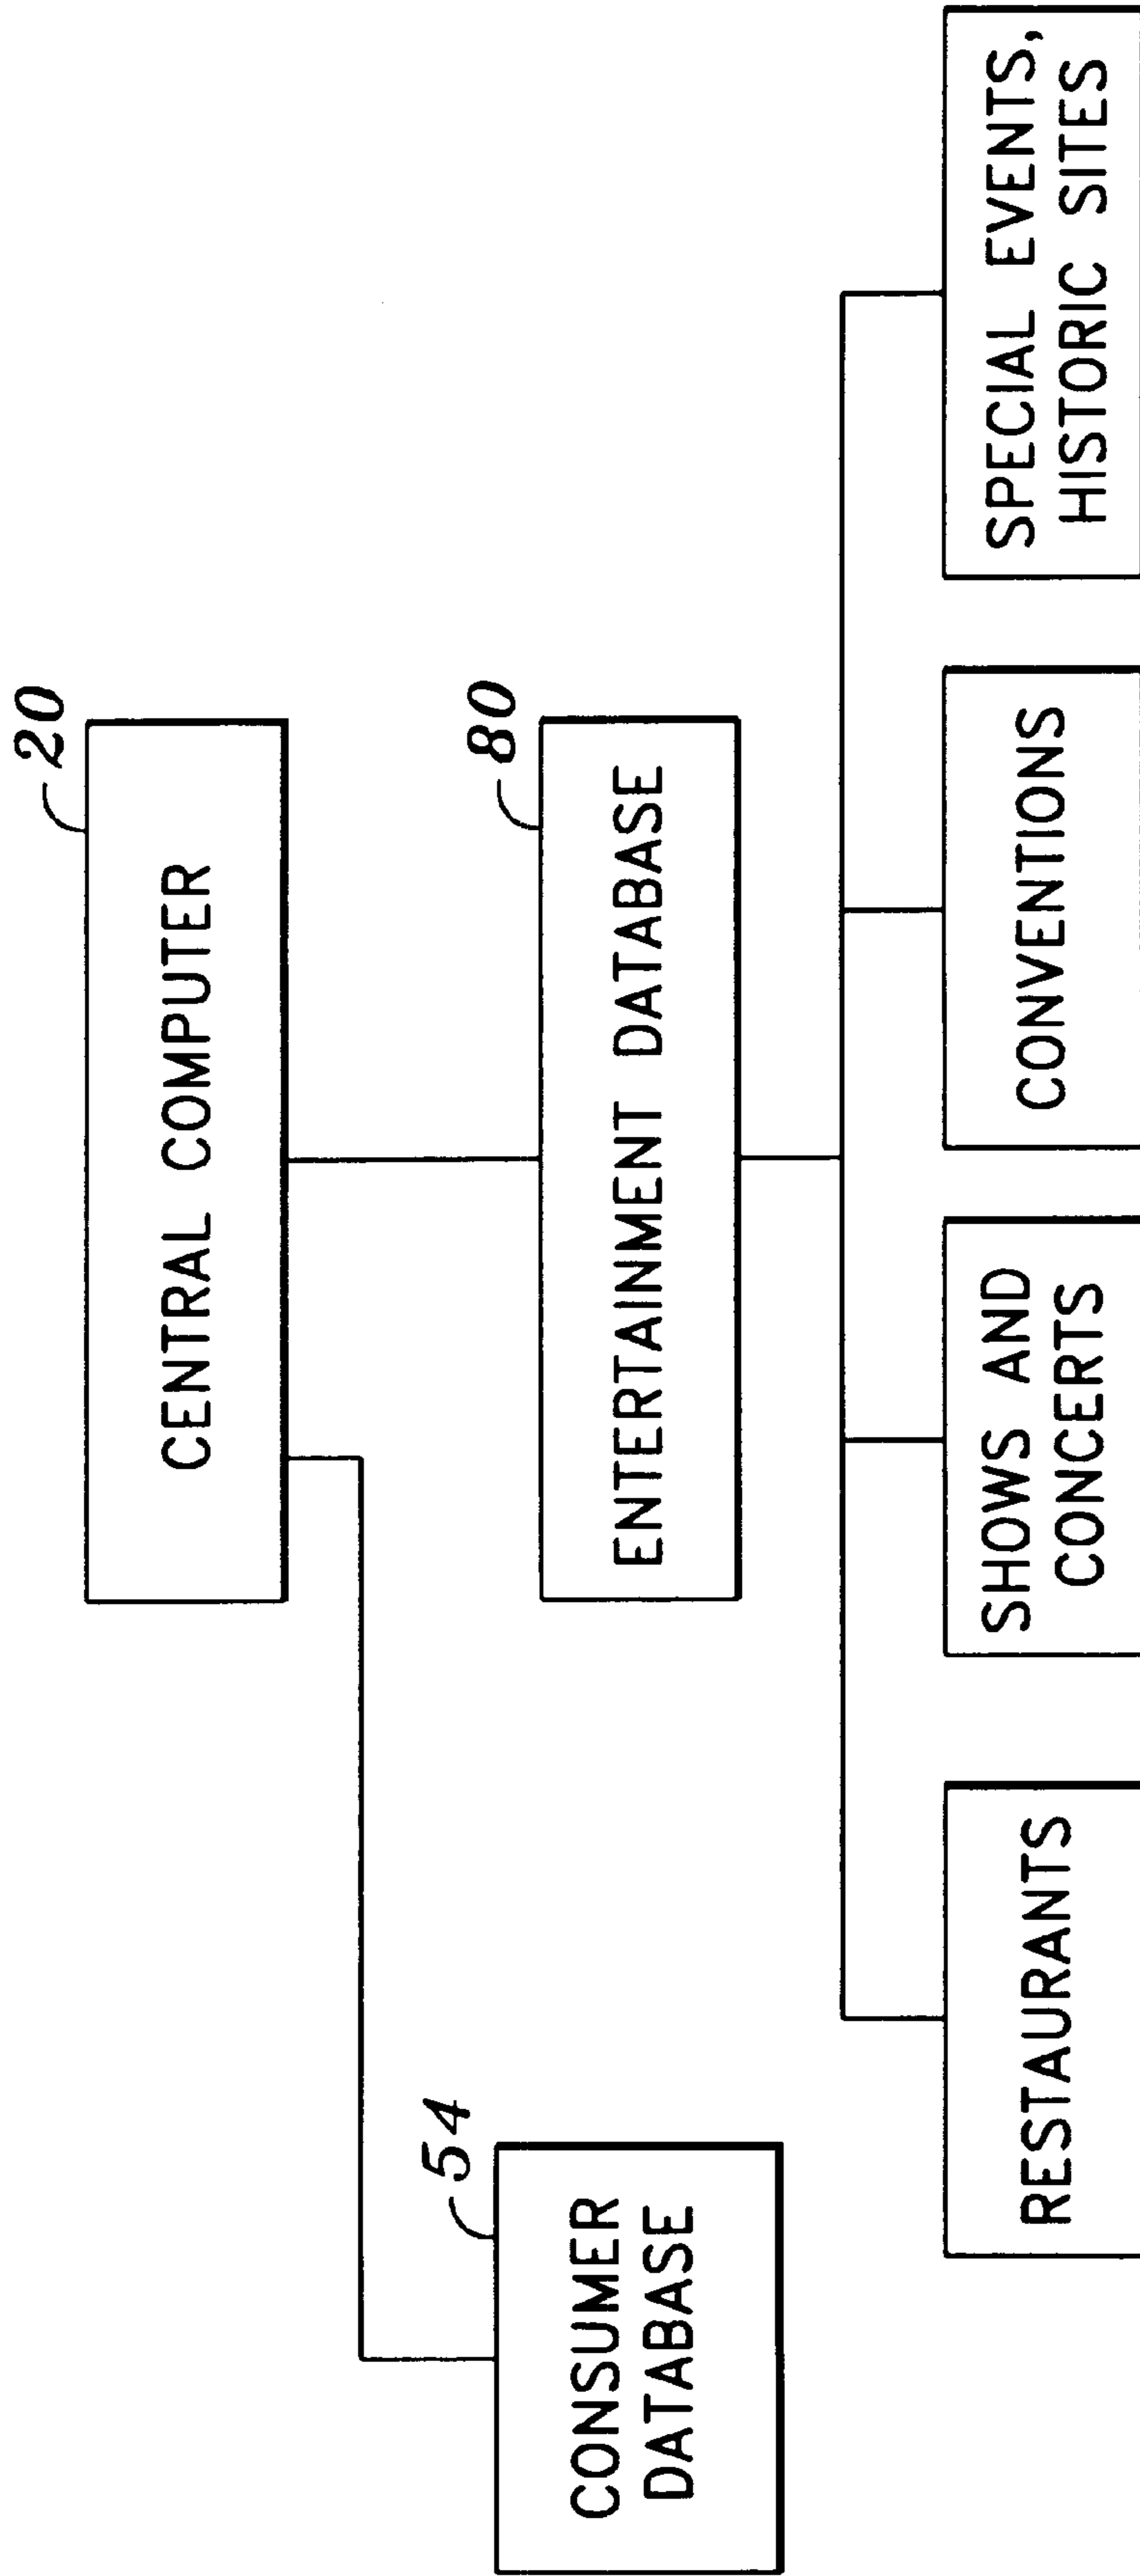 20
CENTRAL COMPUTER
80
ENTERTAINMENT DATABASE
54
CONSUMER
DATABASE
RESTAURANTS
SHOWS AND
CONCERTS
CONVENTIONS
SPECIAL EVENTS,
HISTORIC SITES